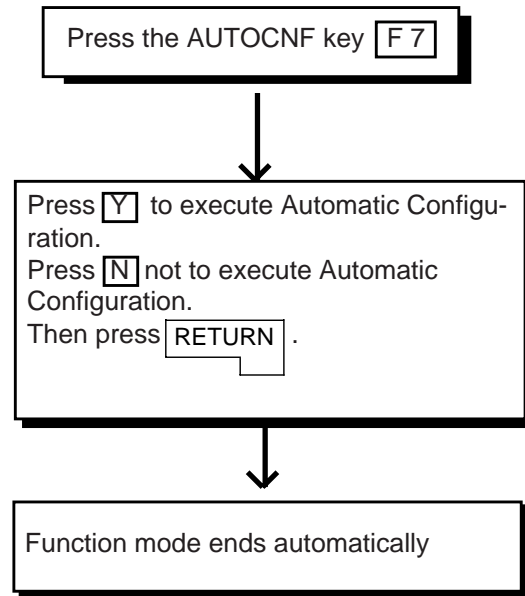 Press the AUTOCNF key F 7
Press Y to execute Automatic Configu-
ration.
Press N not to execute Automatic
Configuration.
Then press RETURN .
Function mode ends automatically